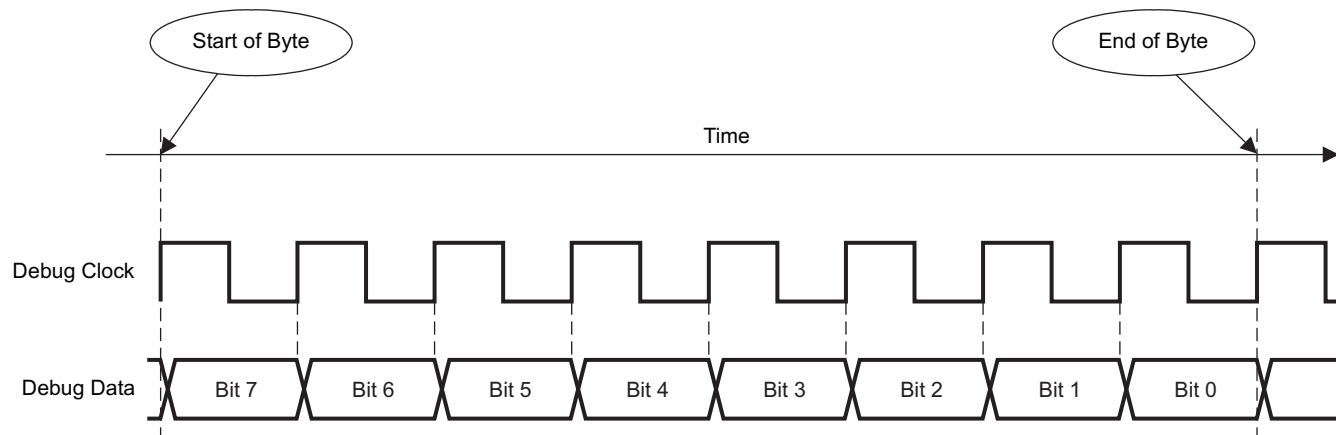 Start of Byte
End of Byte
Time
Debug Clock
Debug Data
Bit 7
Bit 6
Bit 5
Bit 4
Bit 3
Bit 2
Bit 1
Bit 0